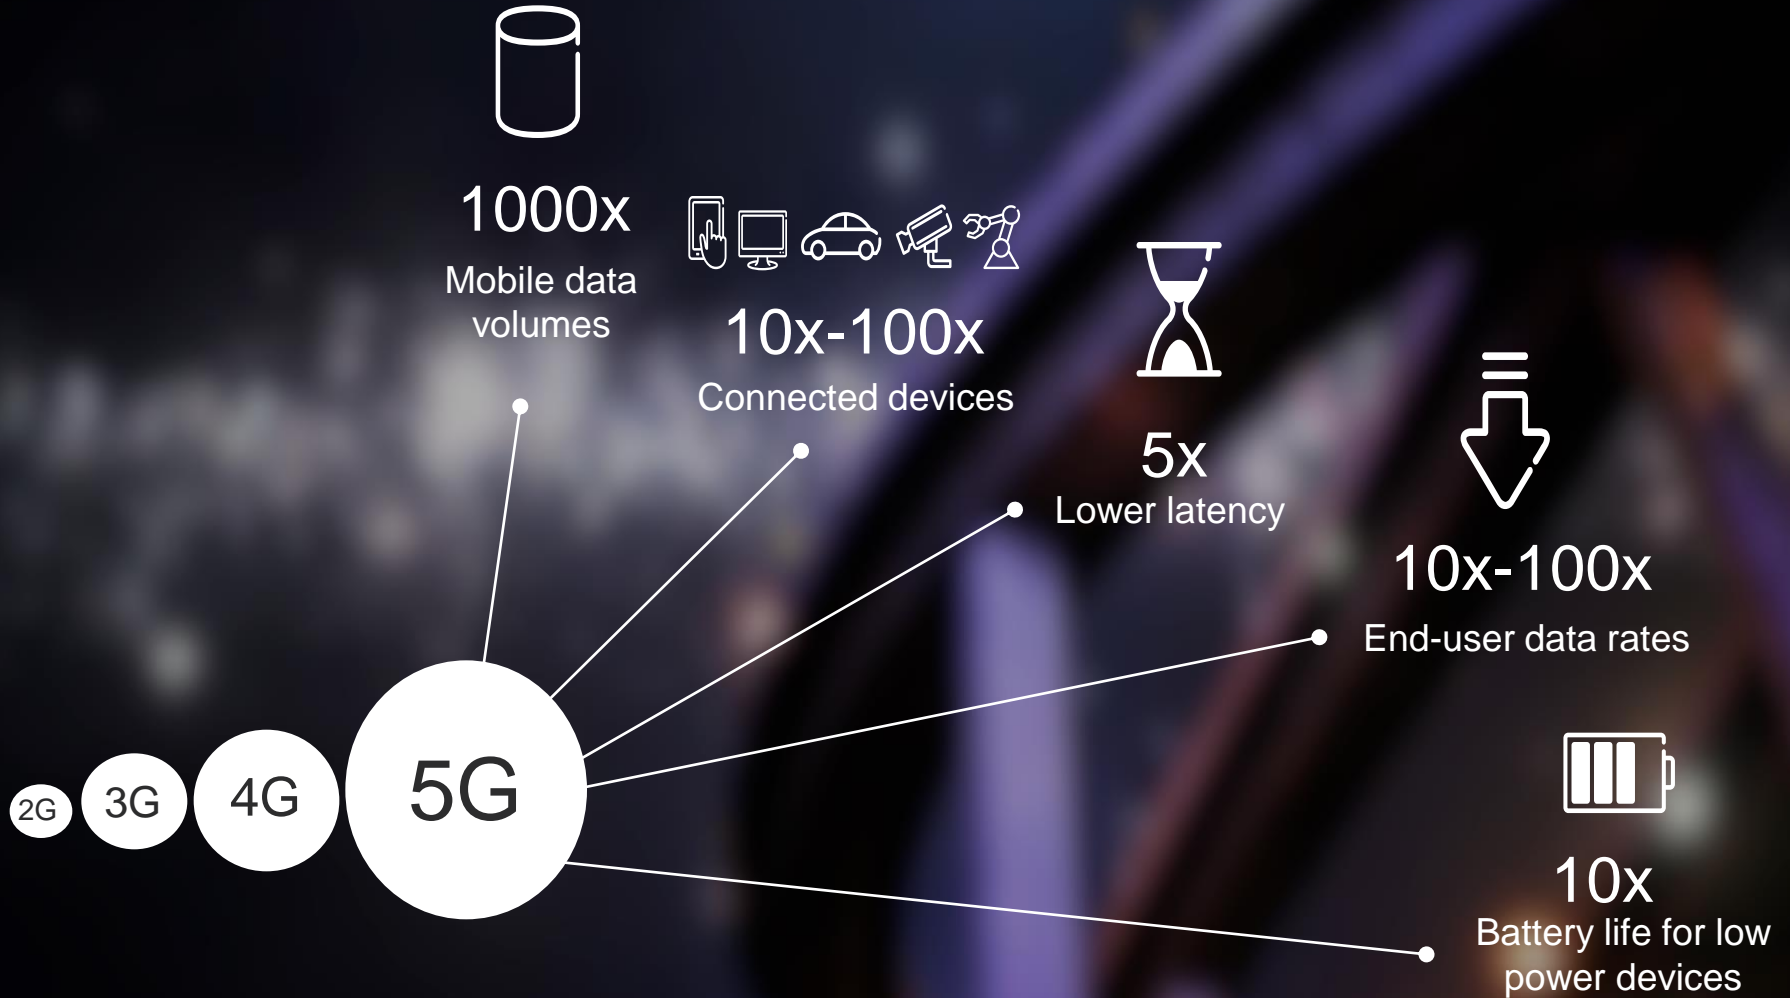 1000x
Mobile data
volumes
10x-100x
Connected devices
5x
Lower latency
10x-100x
End-user data rates
2G
3G
4G
5G
10x
Battery life for low
power devices